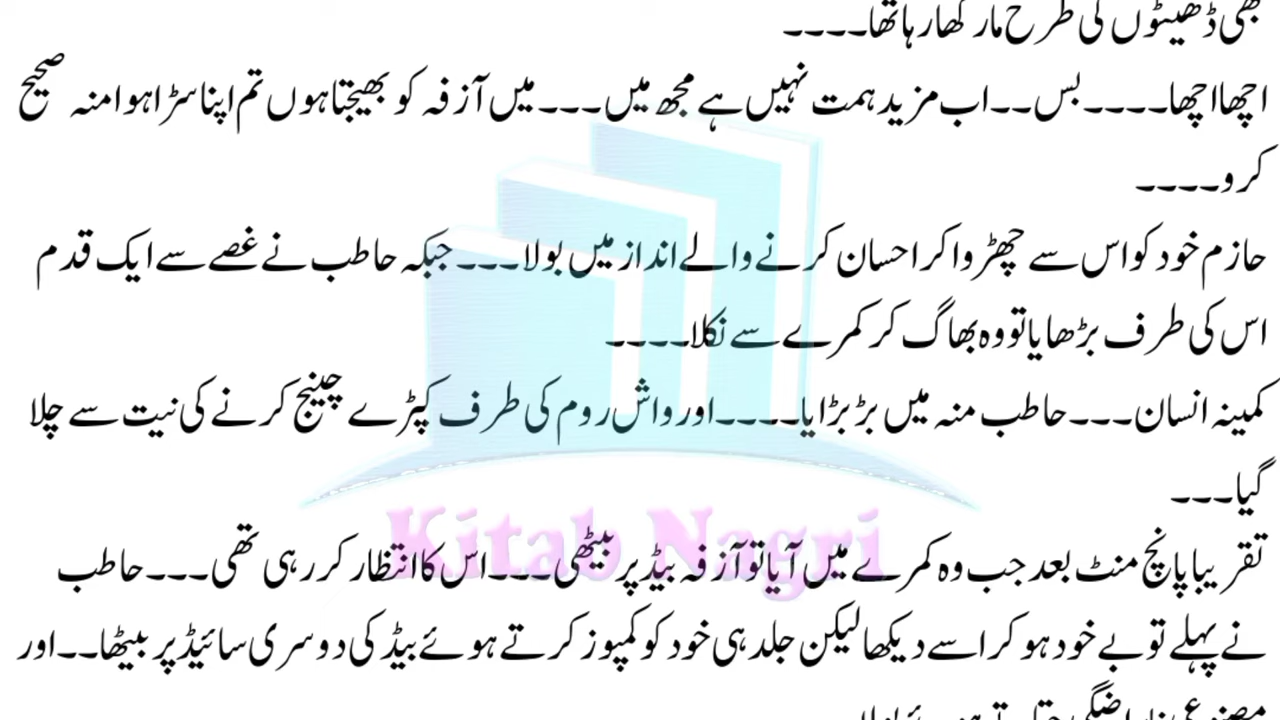 بھی ڈھیٹوں کی طرح مار کھا رہا تھا۔۔۔۔
اچھا اچھا۔۔۔۔ بس۔۔ اب مزید ہمت نہیں ہے مجھ میں۔۔۔ میں آزفہ کو بھیجتا ہوں تم اپنا سڑا ہوا منہ صحیح
کرو۔۔۔۔
حازم خود کو اس سے چھڑوا کر احسان کرنے والے انداز میں بولا۔۔۔ جبکہ حاطب نے غصے سے ایک قدم
اس کی طرف بڑھایا تو وہ بھاگ کر کمرے سے نکلا۔۔۔۔
کمینہ انسان۔۔۔ حاطب منہ میں بڑبڑایا۔۔۔۔ اور واش روم کی طرف کپڑے چینج کرنے کی نیت سے چلا
گیا۔۔۔
Kitab Nagri
تقریبا پانچ منٹ بعد جب وہ کمرے میں آیا تو آزفہ بیڈ پر بیٹھی۔۔۔ اس کا انتظار کر رہی تھی۔۔۔ حاطب
نے پہلے تو بے خود ہو کر اسے دیکھا لیکن جلد ہی خود کو کمپوز کرتے ہوئے بیڈ کی دوسری سائیڈ پر بیٹھا۔۔ اور